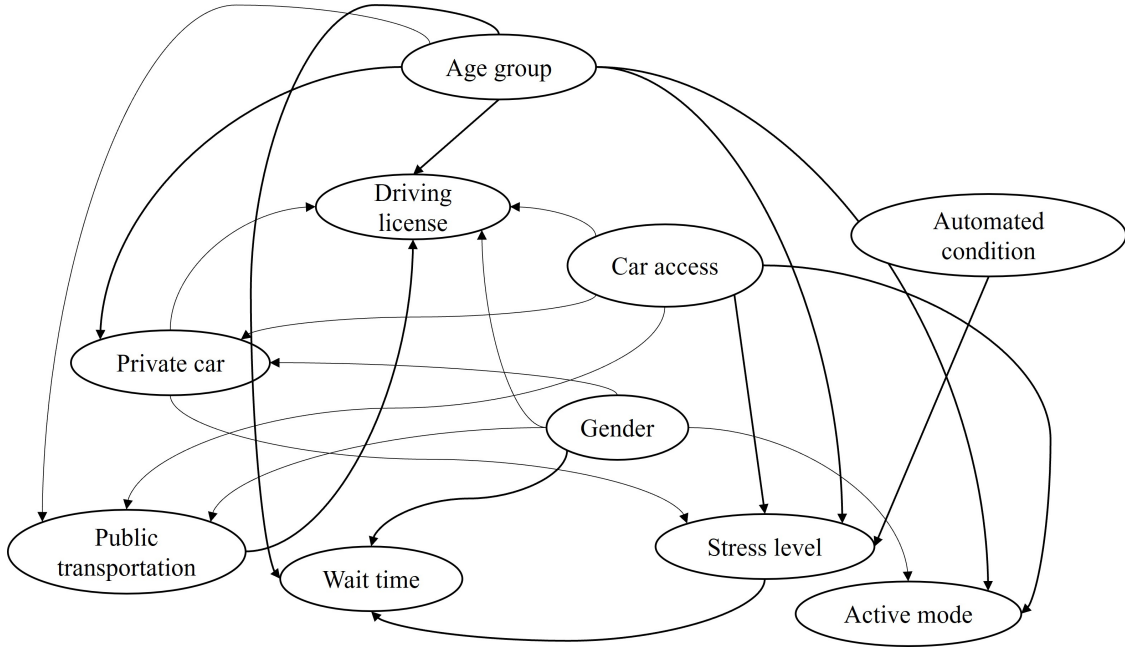 Age group
Driving
license
Automated
condition
Car access
Private car
Gender
Public
transportation
Stress level
Wait time
Active mode